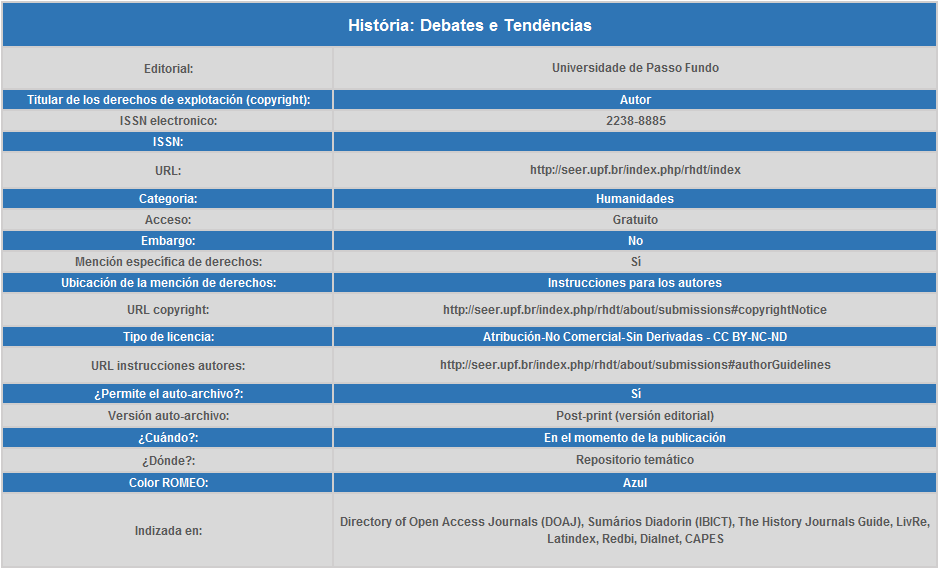 História: Debates e Tendências
Editorial: Universidade de Passo Fundo
Titular de los derechos de explotación (copyright): Autor
ISSN electronico: 2238-8885
ISSN:
URL: http://seer.upf.br/index.php/rhdt/index
Categoria: Humanidades
Acceso: Gratuito
Embargo: No
Mención específica de derechos: Sí
Ubicación de la mención de derechos: Instrucciones para los autores
URL copyright: http://seer.upf.br/index.php/rhdt/about/submissions#copyrightNotice
Tipo de licencia: Atribución-No Comercial-Sin Derivadas - CC BY-NC-ND
URL instrucciones autores: http://seer.upf.br/index.php/rhdt/about/submissions#authorGuidelines
¿Permite el auto-archivo?: Sí
Versión auto-archivo: Post-print (versión editorial)
¿Cuándo?: En el momento de la publicación
¿Dónde?: Repositorio temático
Color ROMEO: Azul
Indizada en: Directory of Open Access Journals (DOAJ), Sumários Diadorin (IBICT), The History Journals Guide, LivRe,
Latindex, Redbi, Dialnet, CAPES